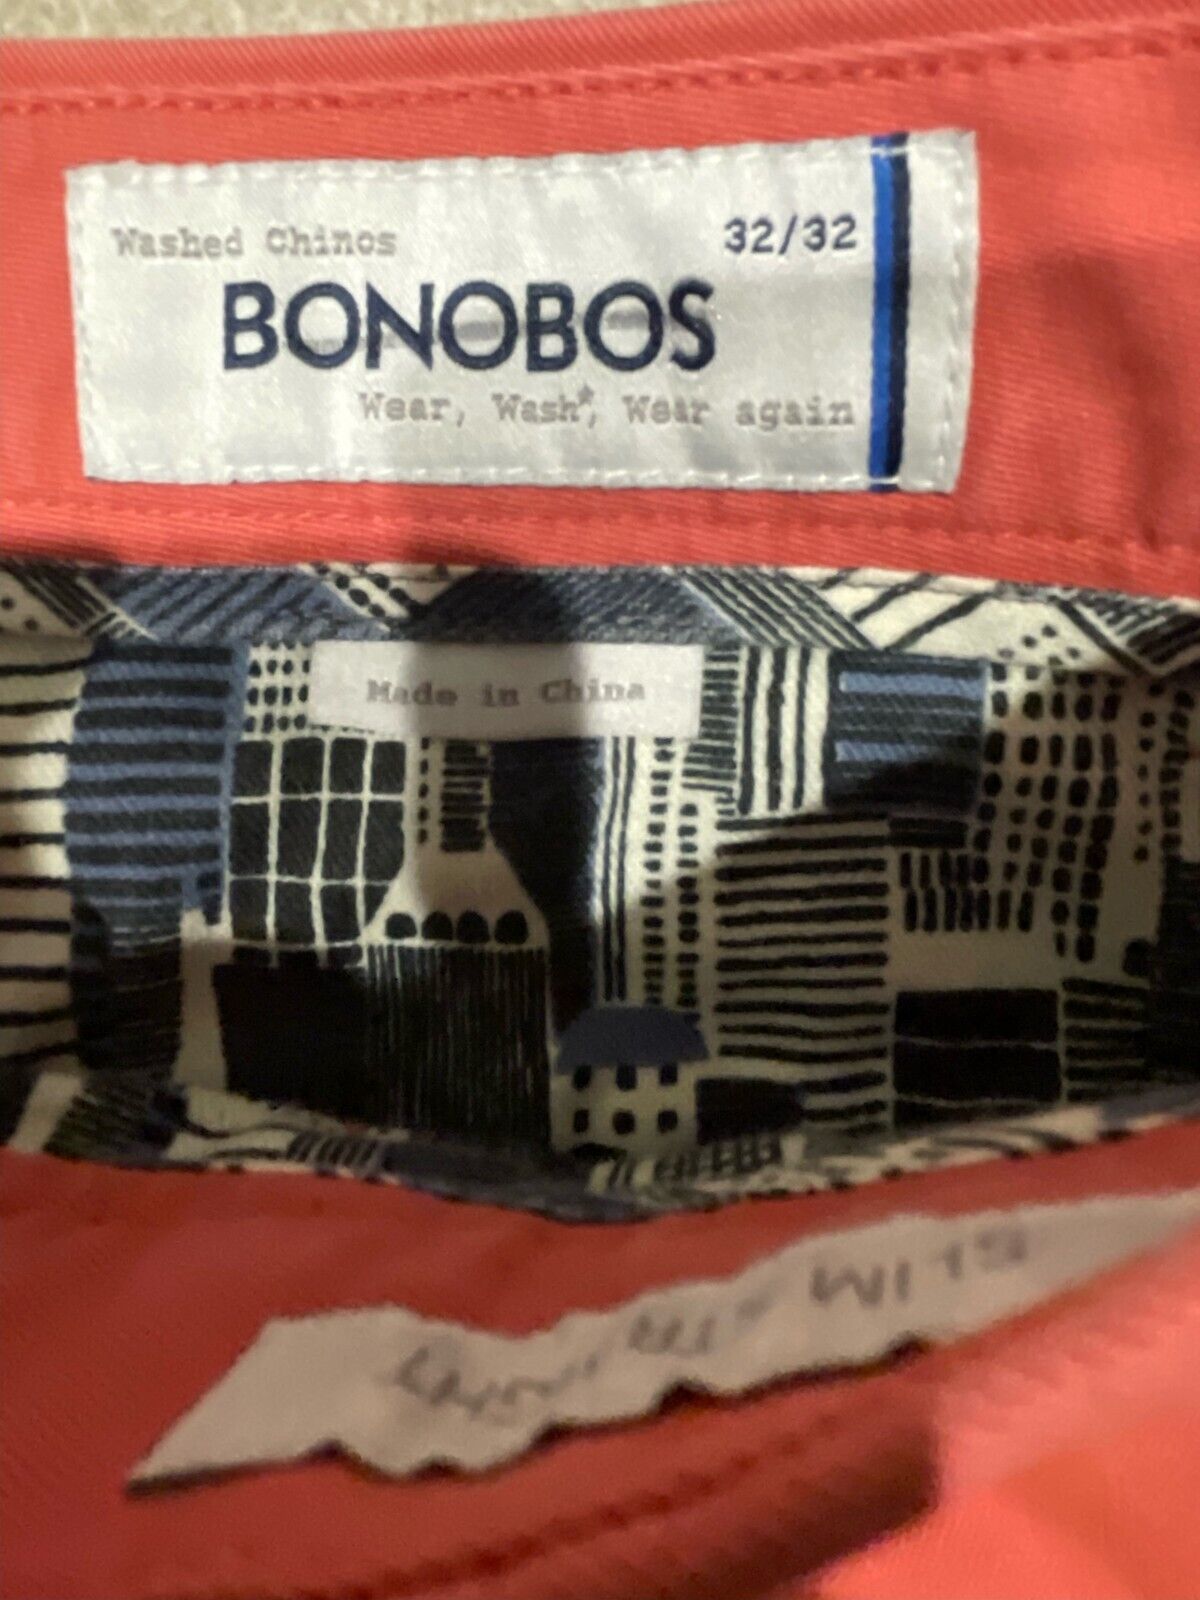 Washed Chinos 32/32
BONOBOS
Wear, Wash*, Wear again
Made in China